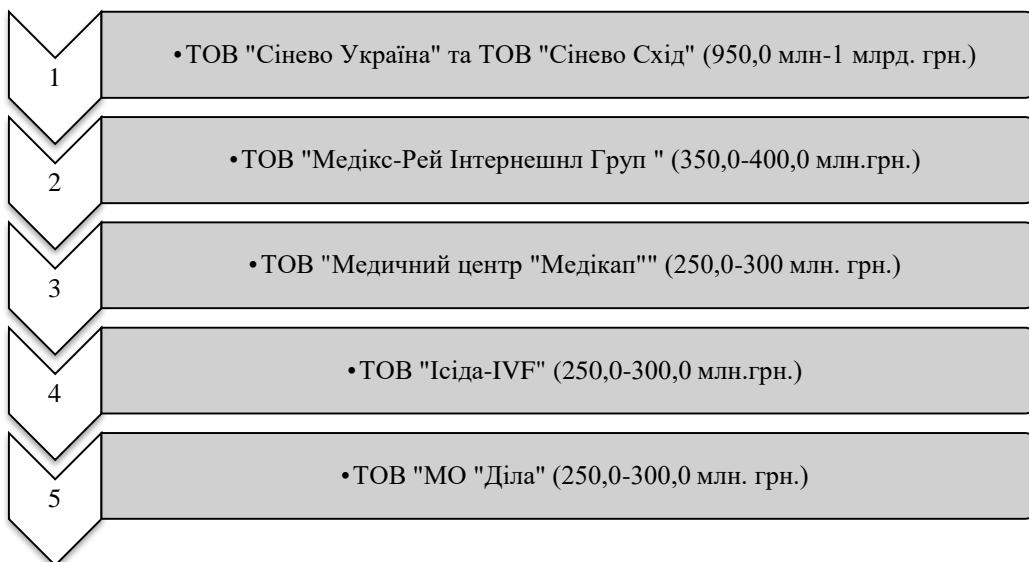 1
•ТОВ "Сінево Україна" та ТОВ "Сінево Схід" (950,0 млн-1 млрд. грн.)
2
•ТОВ "Медікс-Рей Інтернешнл Груп " (350,0-400,0 млн.грн.)
3
•ТОВ "Медичний центр "Медікап"" (250,0-300 млн. грн.)
4
•ТОВ "Ісіда-IVF" (250,0-300,0 млн.грн.)
5
•ТОВ "МО "Діла" (250,0-300,0 млн. грн.)